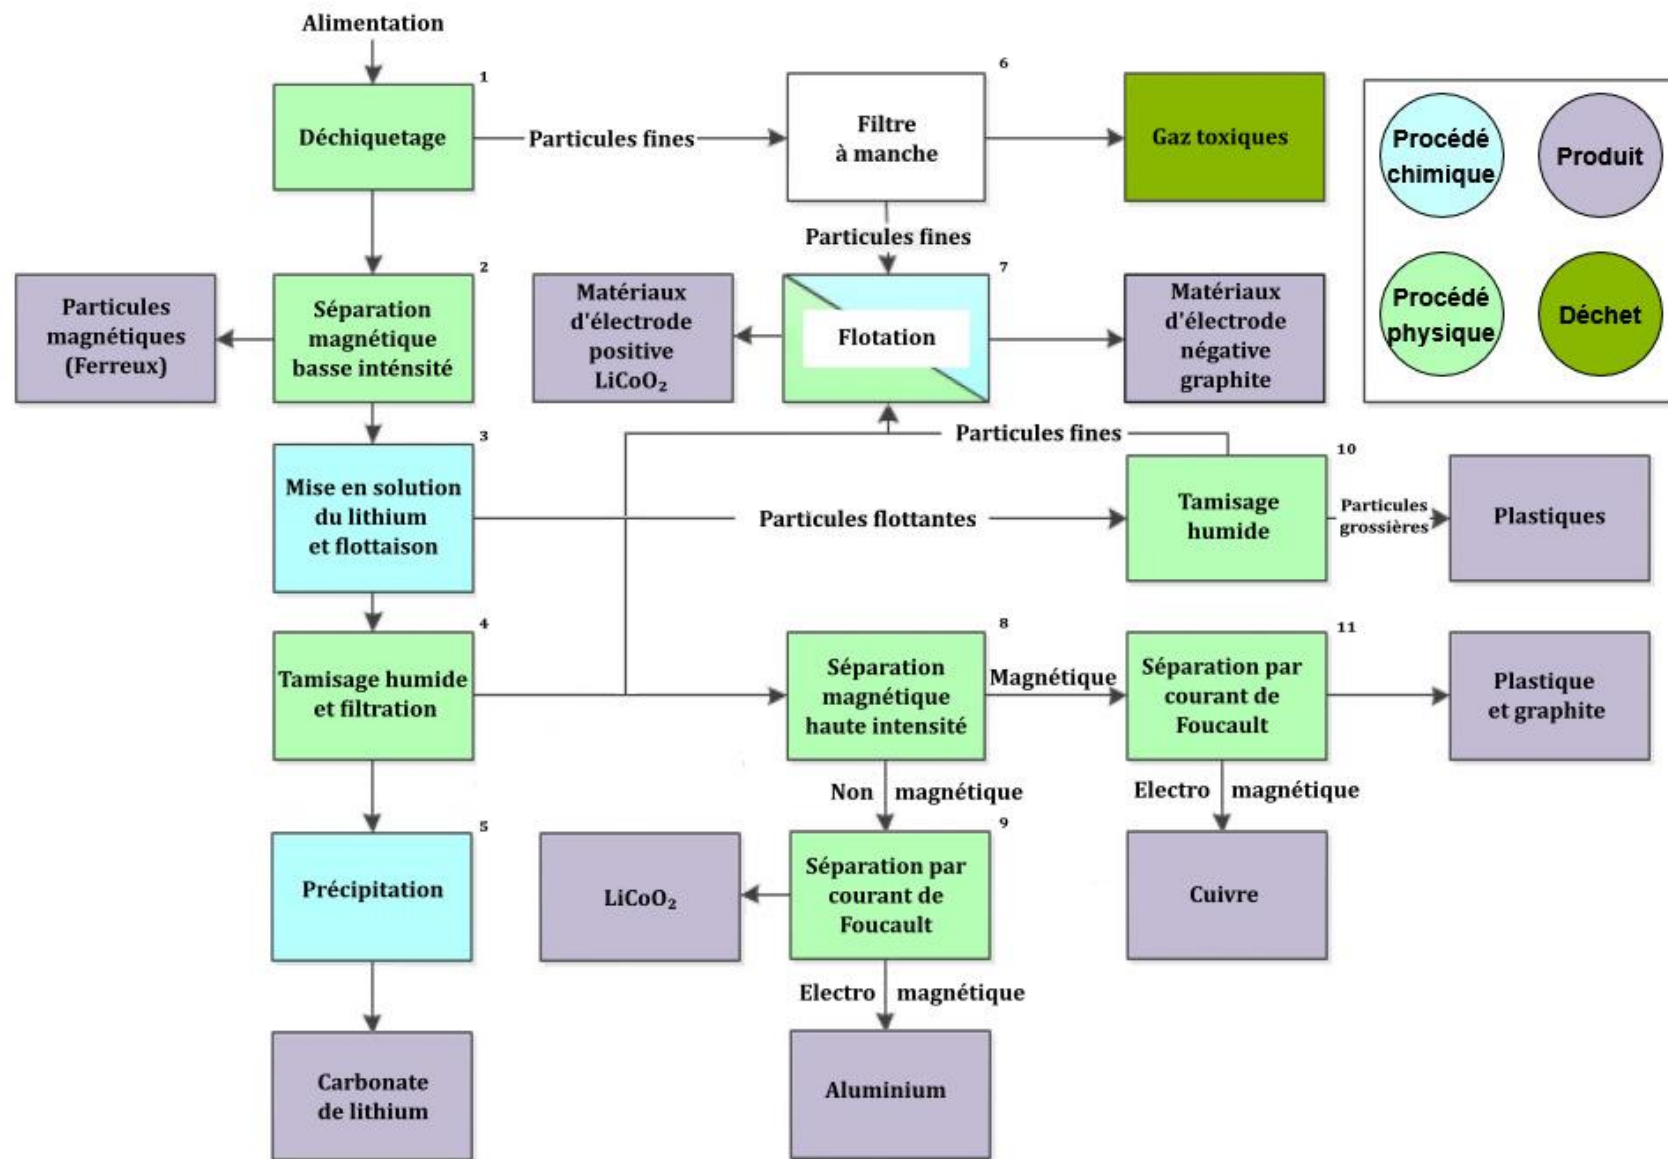 Alimentation
1
Déchiquetage
Particules fines
6
Filtre
à manche
Gaz toxiques
Procédé
chimique
Produit
Procédé
physique
Déchet
Particules fines
Particules
magnétiques
(Ferreux)
2
Séparation
magnétique
basse inténsité
Matériaux
d'électrode
positive
LiCoO₂
7
Flotation
Matériaux
d'électrode
négative
graphite
Particules fines
3
Mise en solution
du lithium
et flottaison
Particules flottantes
10
Tamisage
humide
Particules
grossières
Plastiques
4
Tamisage humide
et filtration
8
Séparation
magnétique
haute intensité
Magnétique
11
Séparation par
courant de
Foucault
Plastique
et graphite
Non magnétique
Electro magnétique
5
Précipitation
LiCoO₂
9
Séparation par
courant de
Foucault
Cuivre
Electro magnétique
Carbonate
de lithium
Aluminium